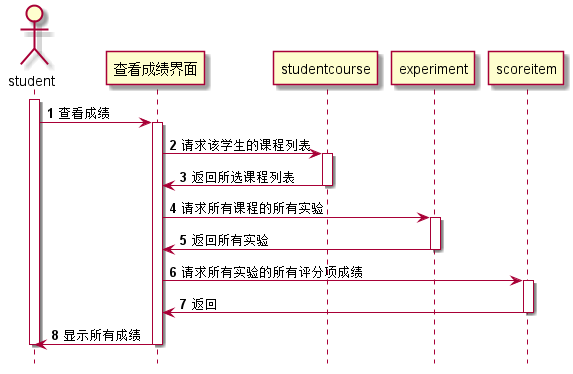 student
查看成绩界面
studentcourse
experiment
scoreitem
1 查看成绩
2 请求该学生的课程列表
3 返回所选课程列表
4 请求所有课程的所有实验
5 返回所有实验
6 请求所有实验的所有评分项成绩
7 返回
8 显示所有成绩